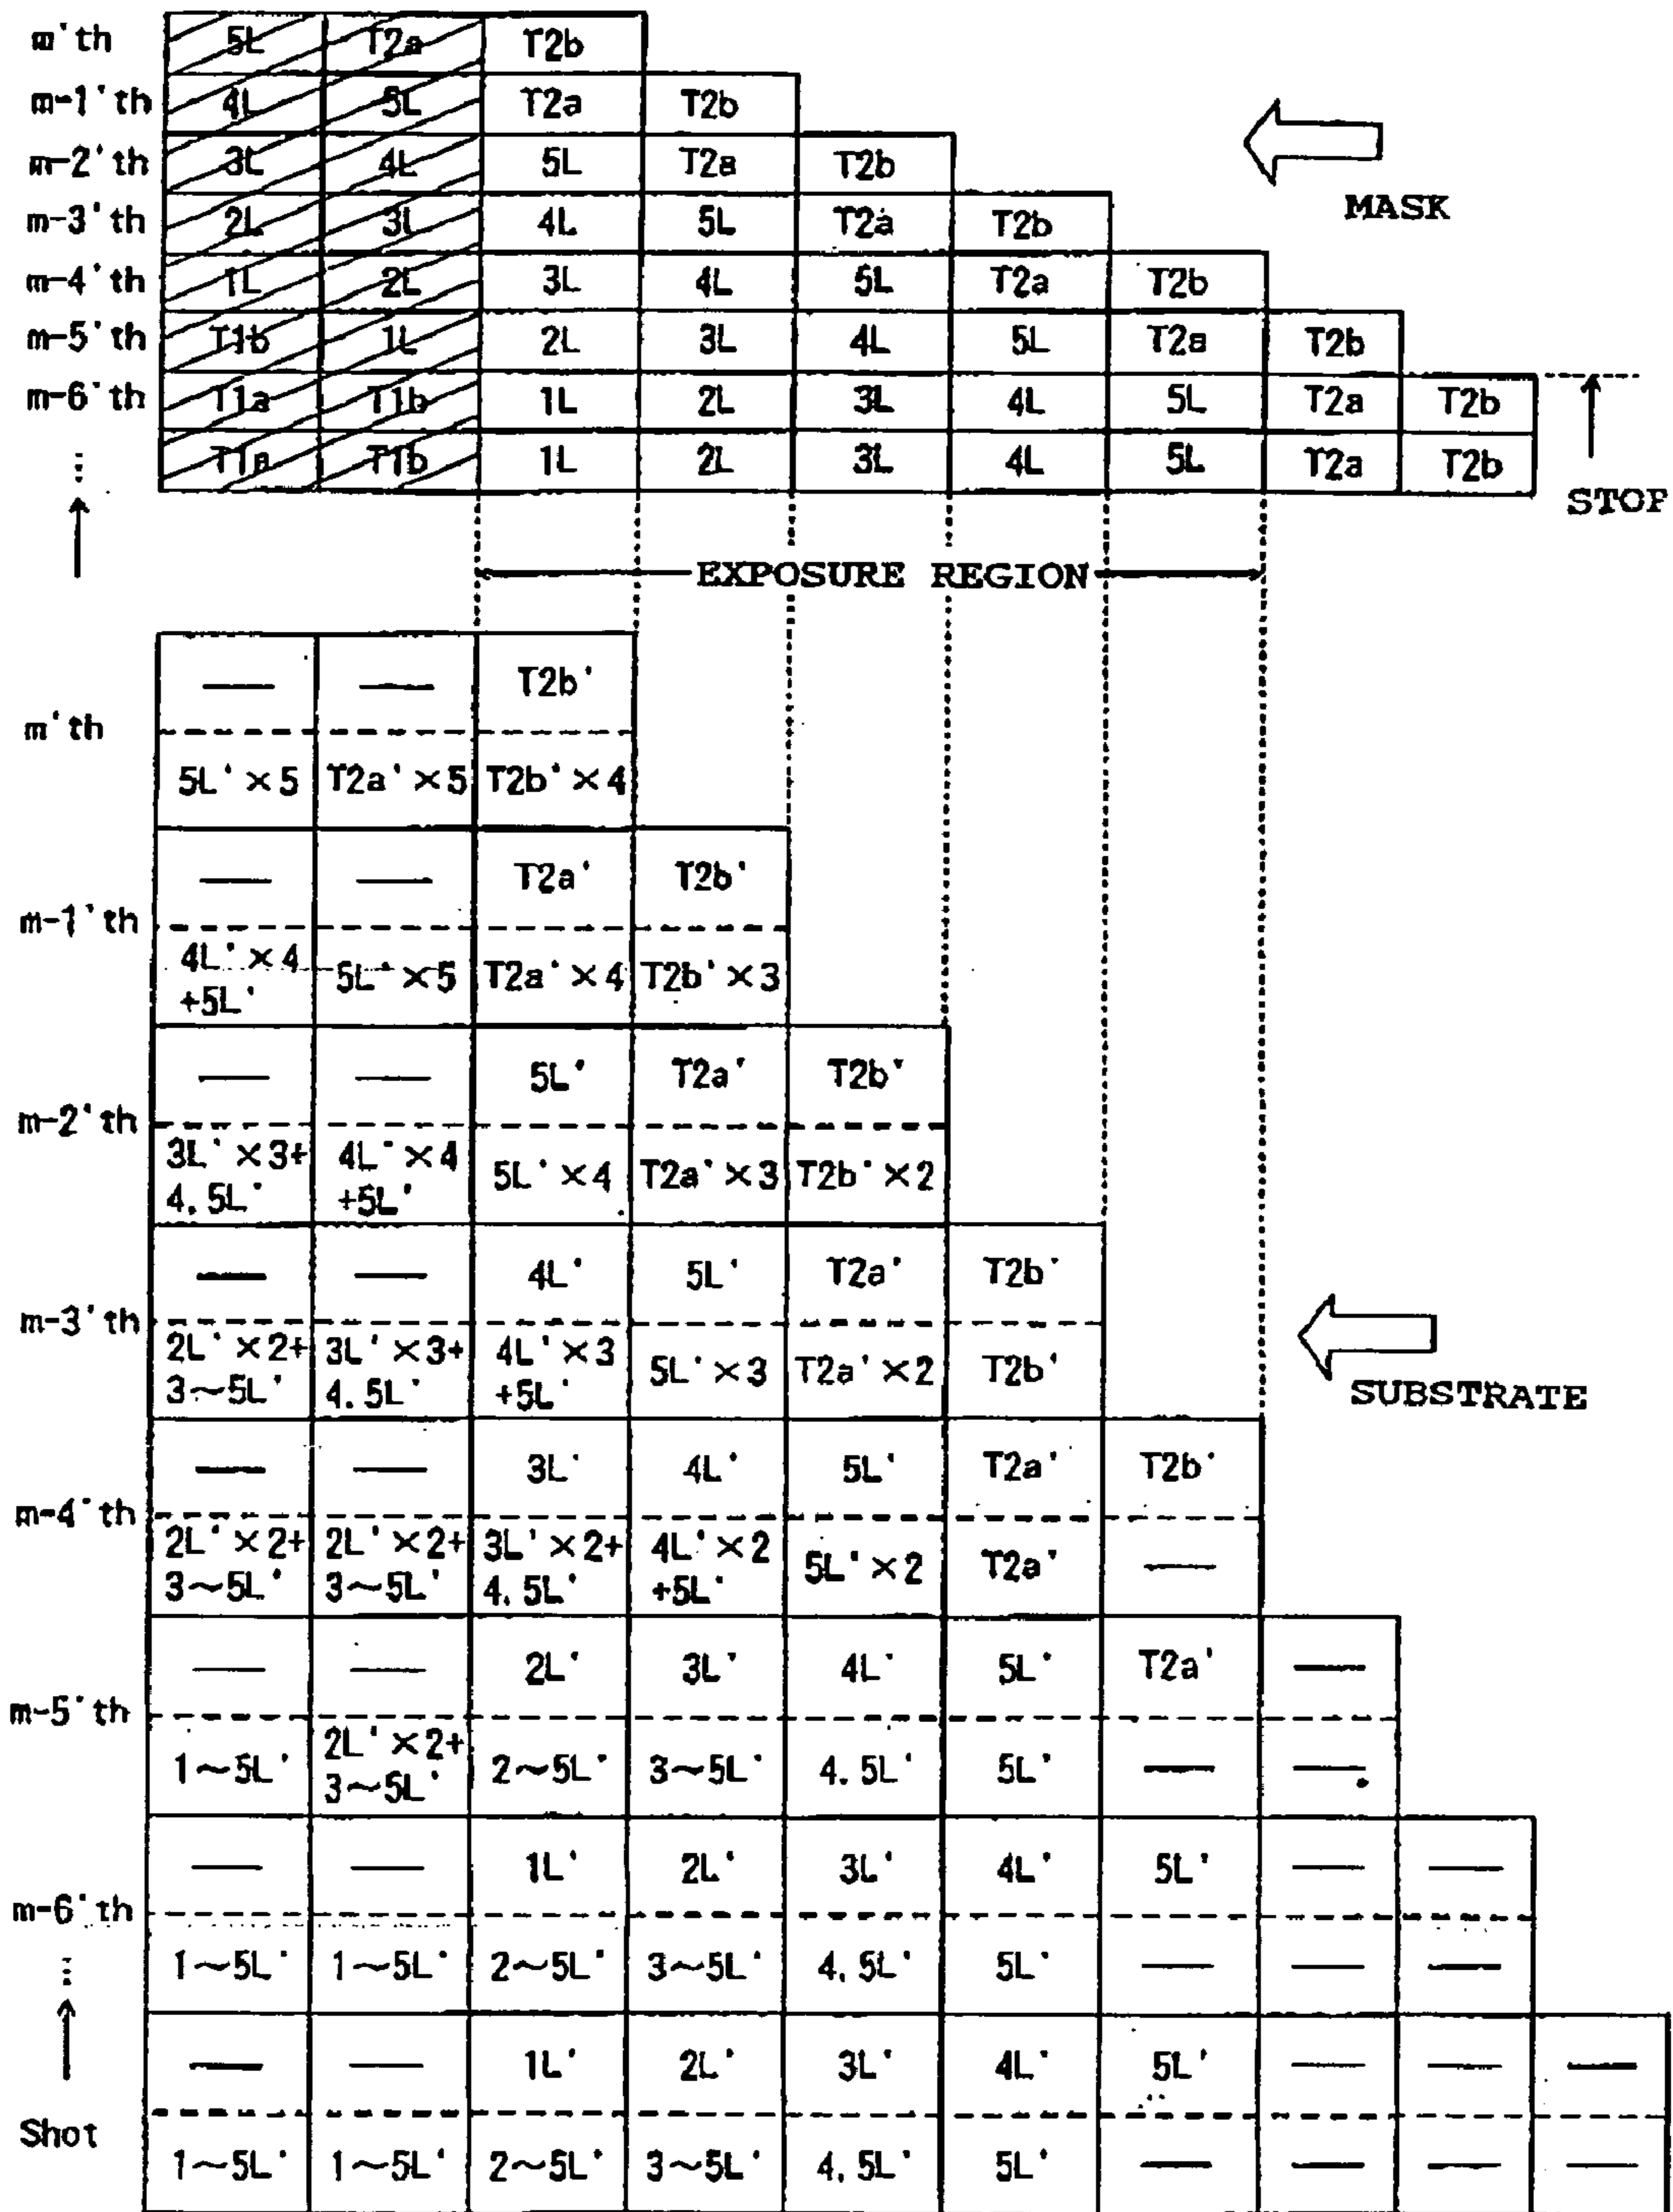 m'th 5L T2a T2b
m-1'th 4L 5L T2a T2b
m-2'th 3L 4L 5L T2a T2b
m-3'th 2L 3L 4L 5L T2a T2b
MASK
m-4'th 1L 2L 3L 4L 5L T2a T2b
m-5'th T1b 1L 2L 3L 4L 5L T2a T2b
m-6'th T1a T1b 1L 2L 3L 4L 5L T2a T2b
⋮ T1a T1b 1L 2L 3L 4L 5L T2a T2b
STOP
EXPOSURE REGION
— — T2b'
m'th
5L'×5 T2a'×5 T2b'×4
— — T2a' T2b'
m-1'th
4L'×4 +5L' 5L'×5 T2a'×4 T2b'×3
— — 5L' T2a' T2b'
m-2'th
3L'×3+ 4.5L' 4L'×4 +5L' 5L'×4 T2a'×3 T2b'×2
— — 4L' 5L' T2a' T2b'
m-3'th
2L'×2+ 3~5L' 3L'×3+ 4.5L' 4L'×3 +5L' 5L'×3 T2a'×2 T2b'
SUBSTRATE
— — 3L' 4L' 5L' T2a' T2b'
m-4'th
2L'×2+ 3~5L' 2L'×2+ 3~5L' 3L'×2+ 4.5L' 4L'×2 +5L' 5L'×2 T2a' —
— — 2L' 3L' 4L' 5L' T2a' —
m-5'th
1~5L' 2L'×2+ 3~5L' 2~5L' 3~5L' 4.5L' 5L' — —
— — 1L' 2L' 3L' 4L' 5L' — —
m-6'th
1~5L' 1~5L' 2~5L' 3~5L' 4.5L' 5L' — — —
⋮
— — 1L' 2L' 3L' 4L' 5L' — — —
Shot
1~5L' 1~5L' 2~5L' 3~5L' 4.5L' 5L' — — — —